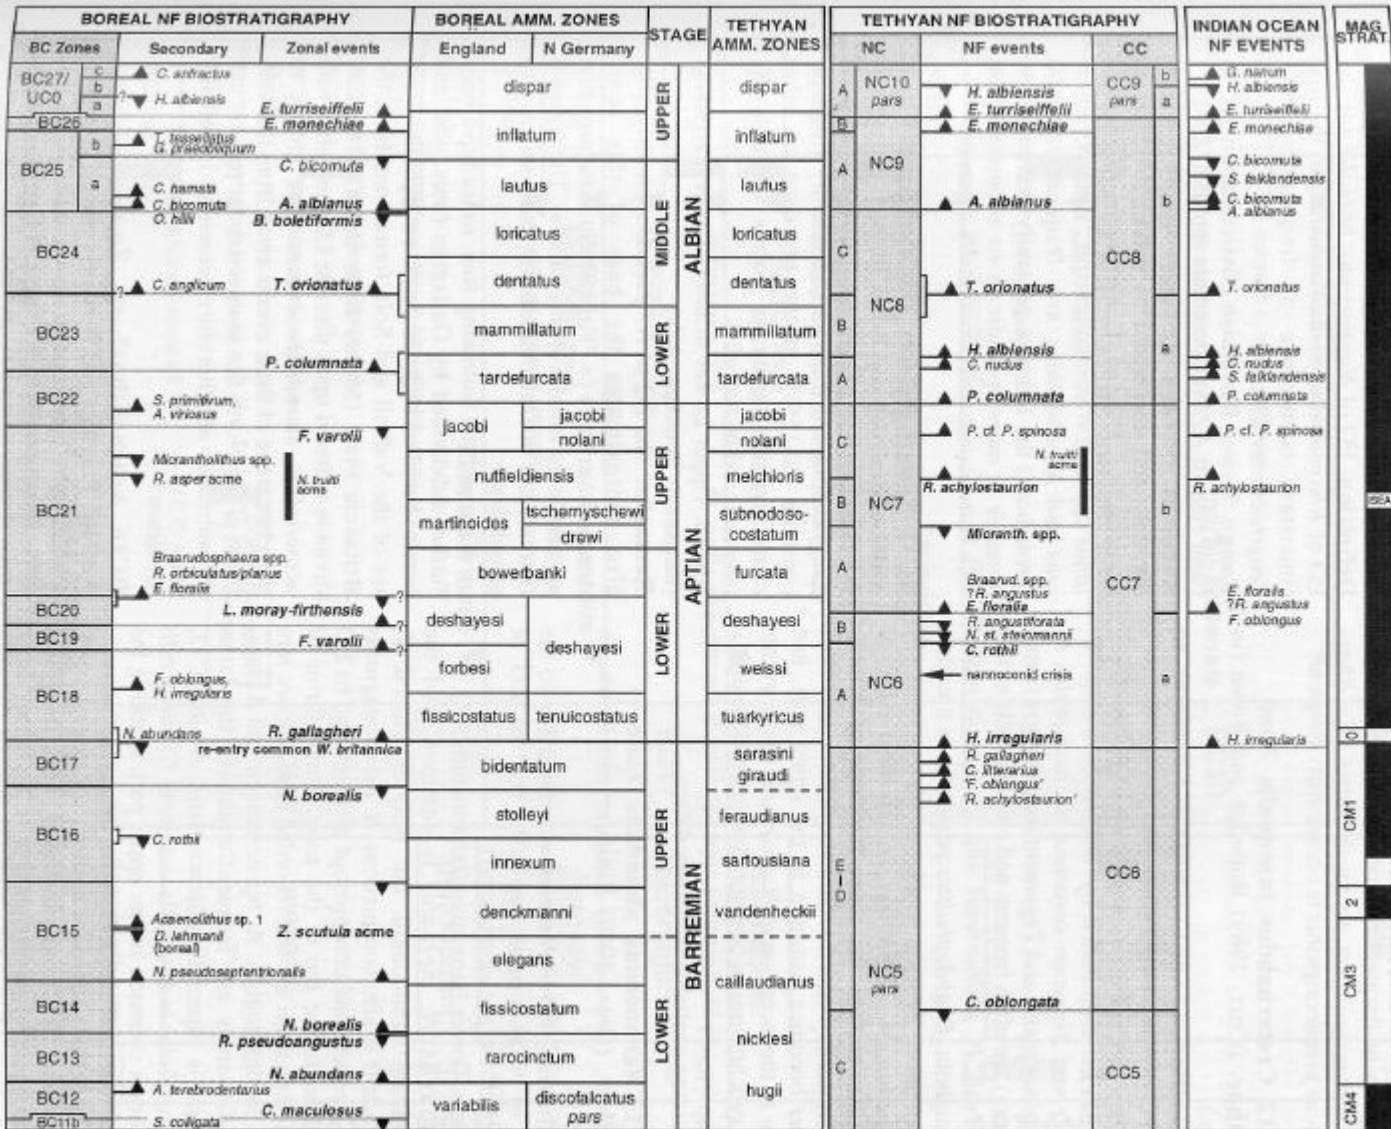 BOREAL NF BIOSTRATIGRAPHY
BOREAL AMM. ZONES
STAGE
TETHYAN
AMM. ZONES
TETHYAN NF BIOSTRATIGRAPHY
INDIAN OCEAN
NF EVENTS
MAG.
STRAT.
BC Zones
Secondary
Zonal events
England
N Germany
NC
NF events
CC
BC27/
UC0
c
b
a
BC26
BC25
b
a
BC24
BC23
BC22
BC21
BC20
BC19
BC18
BC17
BC16
BC15
BC14
BC13
BC12
BC11b
C. anfractus
? H. albiensis
T. tessellatus
G. praeobliquum
C. hamata
C. bicornuta
O. hillii
? C. anglicum
S. primitivum,
A. viriosus
Micrantholithus spp.
R. asper acme
N. truitti
acme
Braarudosphaera spp.
R. orbiculatus/planus
E. floralis
F. oblongus,
H. irregularis
N. abundans
C. rothii
Acaenolithus sp. 1
D. lehmanii
(boreal)
N. pseudoseptentrionalis
A. terebrodentarius
S. colligata
E. turriseiffelii
E. monechiae
C. bicornuta
A. albianus
B. boletiformis
T. orionatus
P. columnata
F. varolii
L. moray-firthensis
?
?
F. varolii
?
R. gallagheri
re-entry common W. britannica
N. borealis
Z. scutula acme
N. borealis
R. pseudoangustus
N. abundans
C. maculosus
dispar
inflatum
lautus
loricatus
dentatus
mammillatum
tardefurcata
jacobi
jacobi
nolani
nutfieldiensis
martinoides
tschernyschewi
drewi
bowerbanki
deshayesi
deshayesi
forbesi
fissicostatus
tenuicostatus
bidentatum
stolleyi
innexum
denckmanni
elegans
fissicostatum
rarocinctum
variabilis
discofalcatus
pars
UPPER
MIDDLE
LOWER
ALBIAN
UPPER
LOWER
APTIAN
UPPER
LOWER
BARREMIAN
dispar
inflatum
lautus
loricatus
dentatus
mammillatum
tardefurcata
jacobi
nolani
melchioris
subnodoso-
costatum
furcata
deshayesi
weissi
tuarkyricus
sarasini
giraudi
feraudianus
sartousiana
vandenheckii
caillaudianus
nicklesi
hugii
A
B
A
C
B
A
C
B
A
B
A
E
D
C
NC10
pars
NC9
NC8
NC7
NC6
NC5
pars
H. albiensis
E. turriseiffelii
E. monechiae
A. albianus
T. orionatus
H. albiensis
C. nudus
P. columnata
P. cf. P. spinosa
N. truitti
acme
R. achylostaurion
Micranth. spp.
Braarud. spp.
?R. angustus
E. floralis
R. angustiforata
N. st. steinmannii
C. rothii
nannoconid crisis
H. irregularis
R. gallagheri
C. litterarius
'F. oblongus'
'R. achylostaurion'
C. oblongata
CC9
pars
CC8
CC7
CC6
CC5
b
a
b
a
b
a
G. nanum
H. albiensis
E. turriseiffelii
E. monechiae
C. bicornuta
S. falklandensis
C. bicornuta
A. albianus
T. orionatus
H. albiensis
C. nudus
S. falklandensis
P. columnata
P. cf. P. spinosa
R. achylostaurion
E. floralis
?R. angustus
F. oblongus
H. irregularis
ISEA
0
CM1
2
CM3
CM4